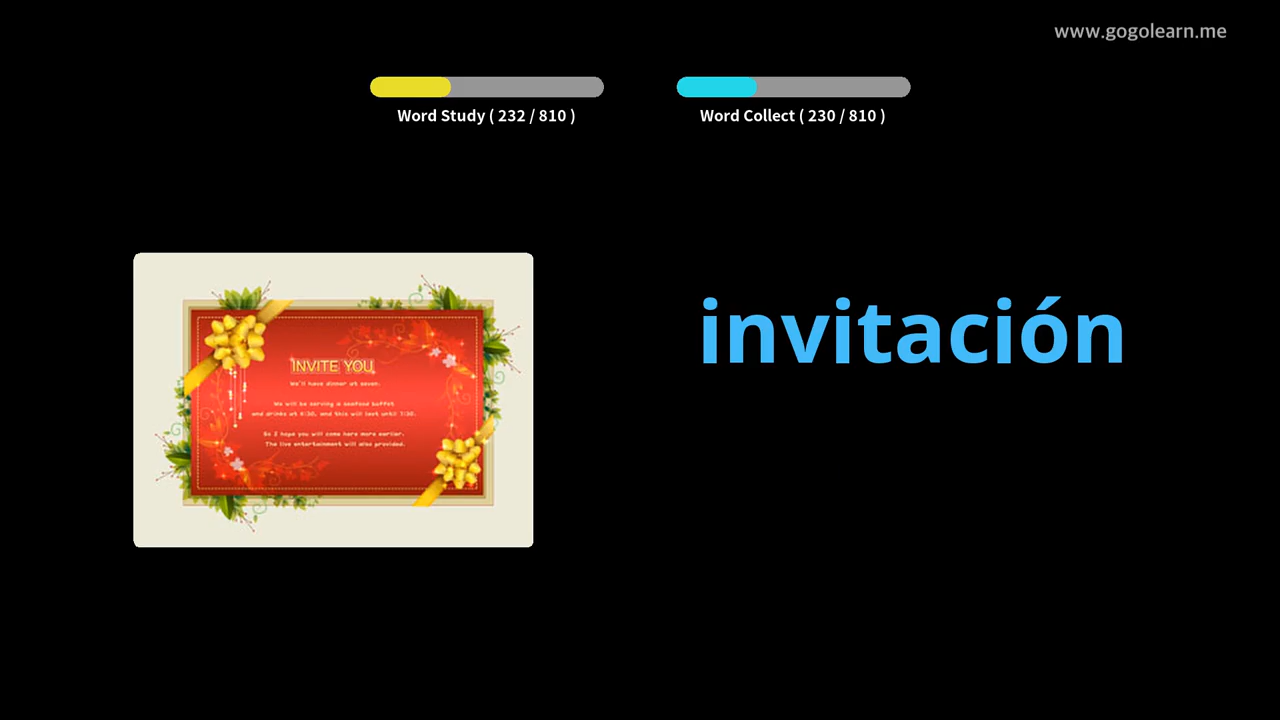 www.gogolearn.me
Word Study ( 232 / 810 )
Word Collect ( 230 / 810 )
invitación
INVITE YOU
We'll have dinner at seven.
We will be serving a seafood buffet
and drinks at 6:30, and this will last until 7:30.
So I hope you will come here more earlier.
The live entertainment will also provided.